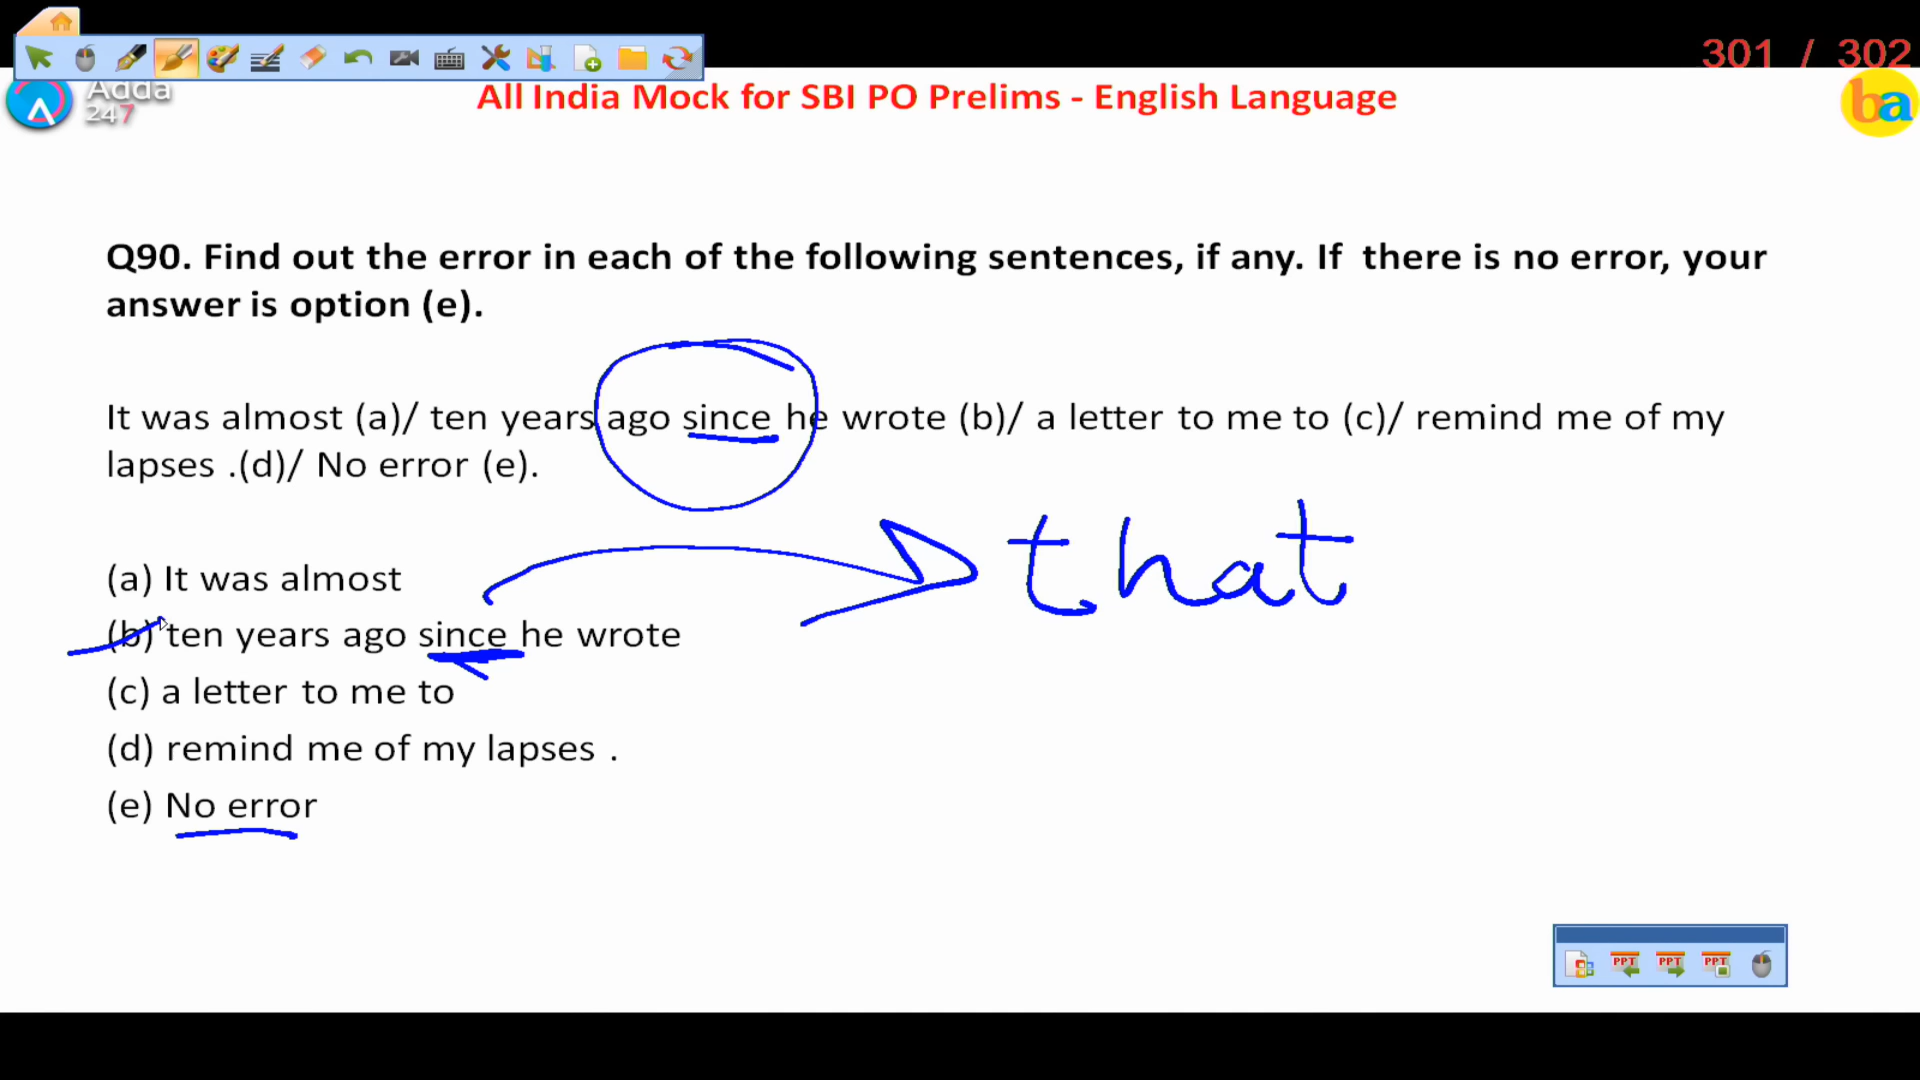 301 / 302
Adda
247
All India Mock for SBI PO Prelims - English Language
ba
Q90. Find out the error in each of the following sentences, if any. If there is no error, your
answer is option (e).
It was almost (a)/ ten years ago since he wrote (b)/ a letter to me to (c)/ remind me of my
lapses .(d)/ No error (e).
that
(a) It was almost
(b) ten years ago since he wrote
(c) a letter to me to
(d) remind me of my lapses .
(e) No error
PPT PPT PPT